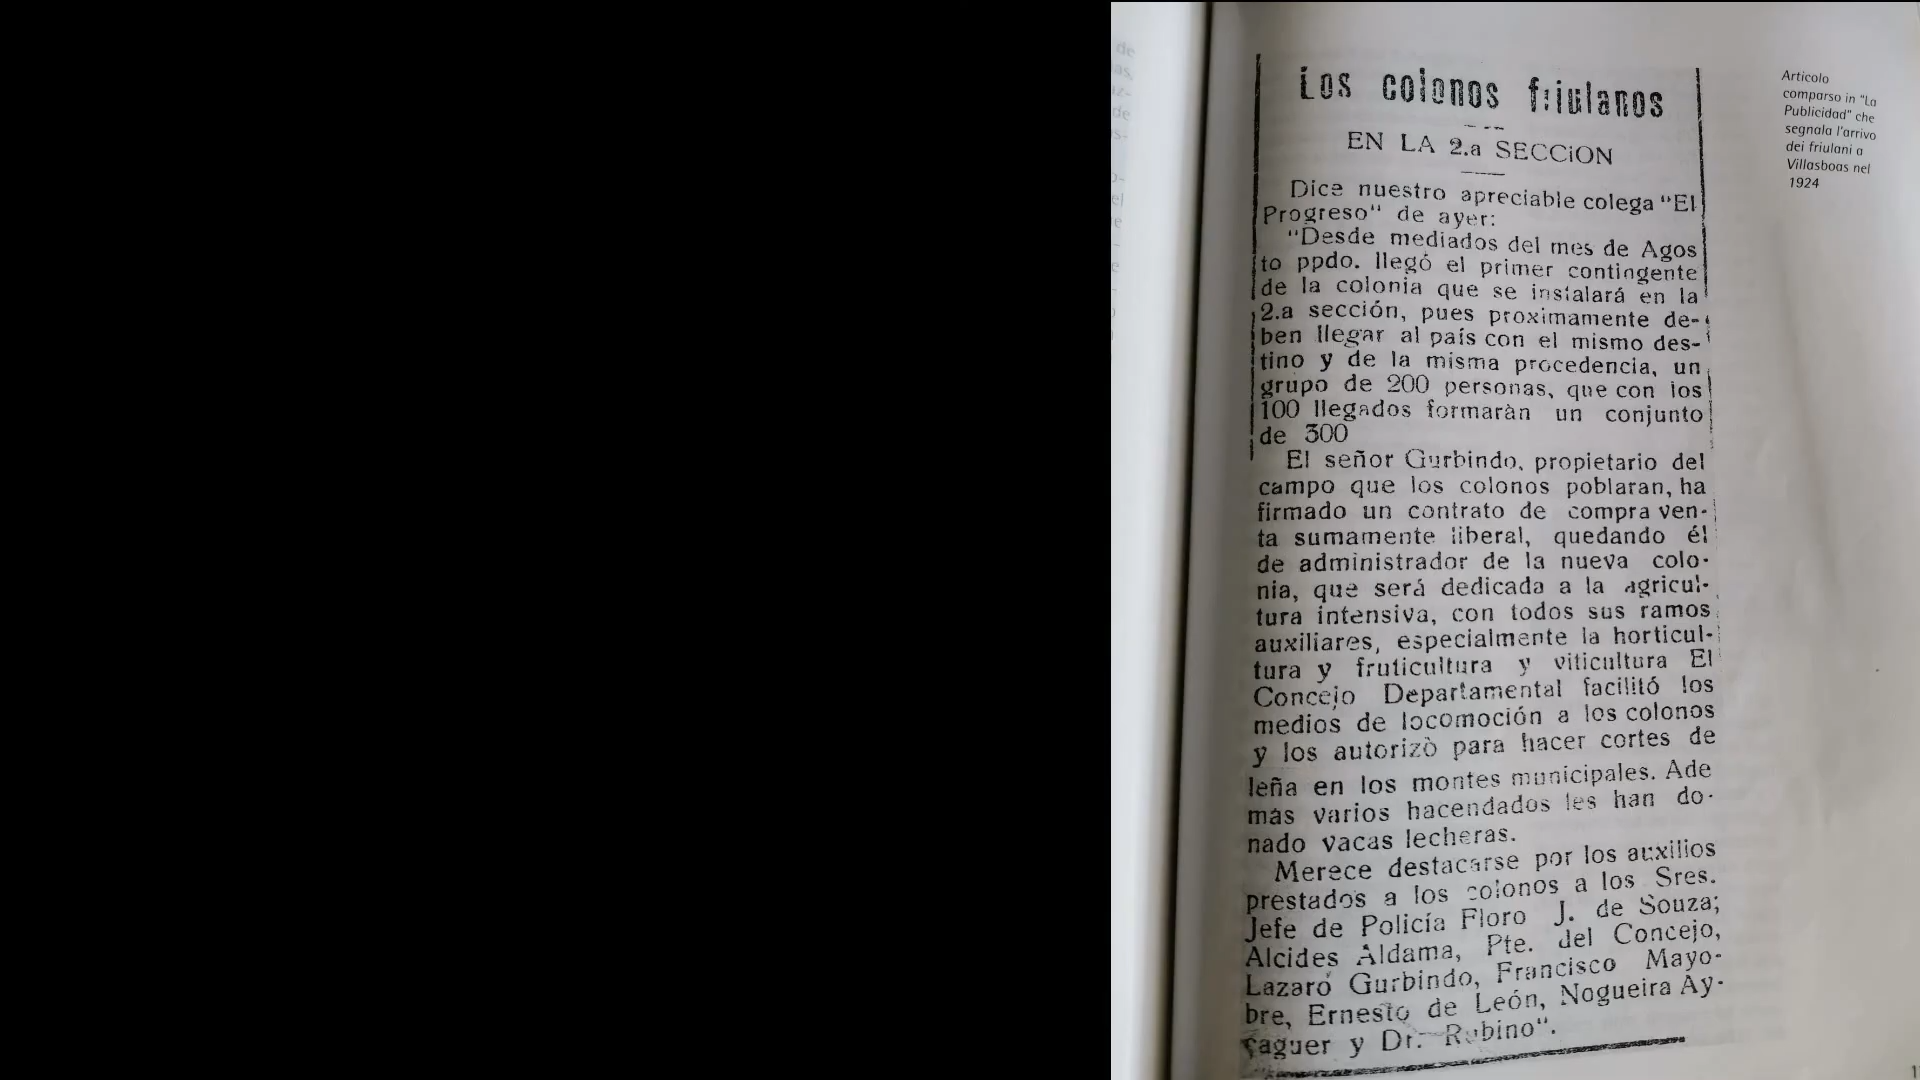 Los colonos friulanos
EN LA 2.a SECCiON
Dice nuestro apreciable colega "El
Progreso" de ayer:
"Desde mediados del mes de Agos
to ppdo. llegó el primer contingente
de la colonia que se instalará en la
2.a sección, pues proximamente de-
ben llegar al país con el mismo des-
tino y de la misma procedencia, un
grupo de 200 personas, que con los
100 llegados formaràn un conjunto
de 300
El señor Gurbindo, propietario del
campo que los colonos poblaran, ha
firmado un contrato de compra ven-
ta sumamente liberal, quedando él
de administrador de la nueva colo-
nia, que será dedicada a la agricul-
tura intensiva, con todos sus ramos
auxiliares, especialmente la horticul-
tura y fruticultura y viticultura El
Concejo Departamental facilitó los
medios de locomoción a los colonos
y los autorizò para hacer cortes de
leña en los montes municipales. Ade
más varios hacendados les han do-
nado vacas lecheras.
Merece destacarse por los auxilios
prestados a los colonos a los Sres.
Jefe de Policía Floro J. de Souza;
Alcides Aldama, Pte. del Concejo,
Lazaro Gurbindo, Francisco Mayo-
bre, Ernesto de León, Nogueira Ay-
çaguer y Dr. Rubino".
Articolo
comparso in "La
Publicidad" che
segnala l'arrivo
dei friulani a
Villasboas nel
1924